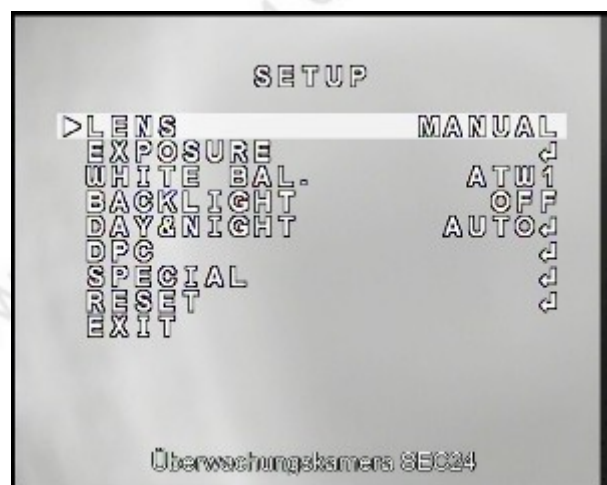 SETUP
>LENS MANUAL
EXPOSURE ↲
WHITE BAL. ATW1
BACKLIGHT OFF
DAY&NIGHT AUTO↲
DPC ↲
SPECIAL ↲
RESET ↲
EXIT
Überwachungskamera SEC24